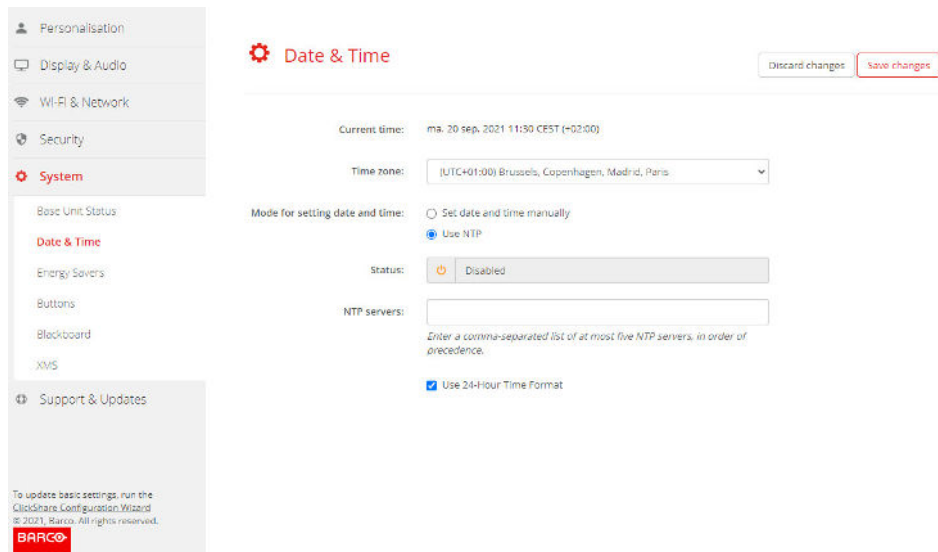 Personalisation
Display & Audio
Wi-Fi & Network
Security
System
Base Unit Status
Date & Time
Energy Savers
Buttons
Blackboard
XMS
Support & Updates
To update basic settings, run the
ClickShare Configuration Wizard
© 2021, Barco. All rights reserved.
BARCO
Date & Time
Discard changes
Save changes
Current time: ma. 20 sep. 2021 11:30 CEST (+02:00)
Time zone: (UTC+01:00) Brussels, Copenhagen, Madrid, Paris
Mode for setting date and time: Set date and time manually
Use NTP
Status: Disabled
NTP servers:
Enter a comma-separated list of at most five NTP servers, in order of
precedence.
Use 24-Hour Time Format